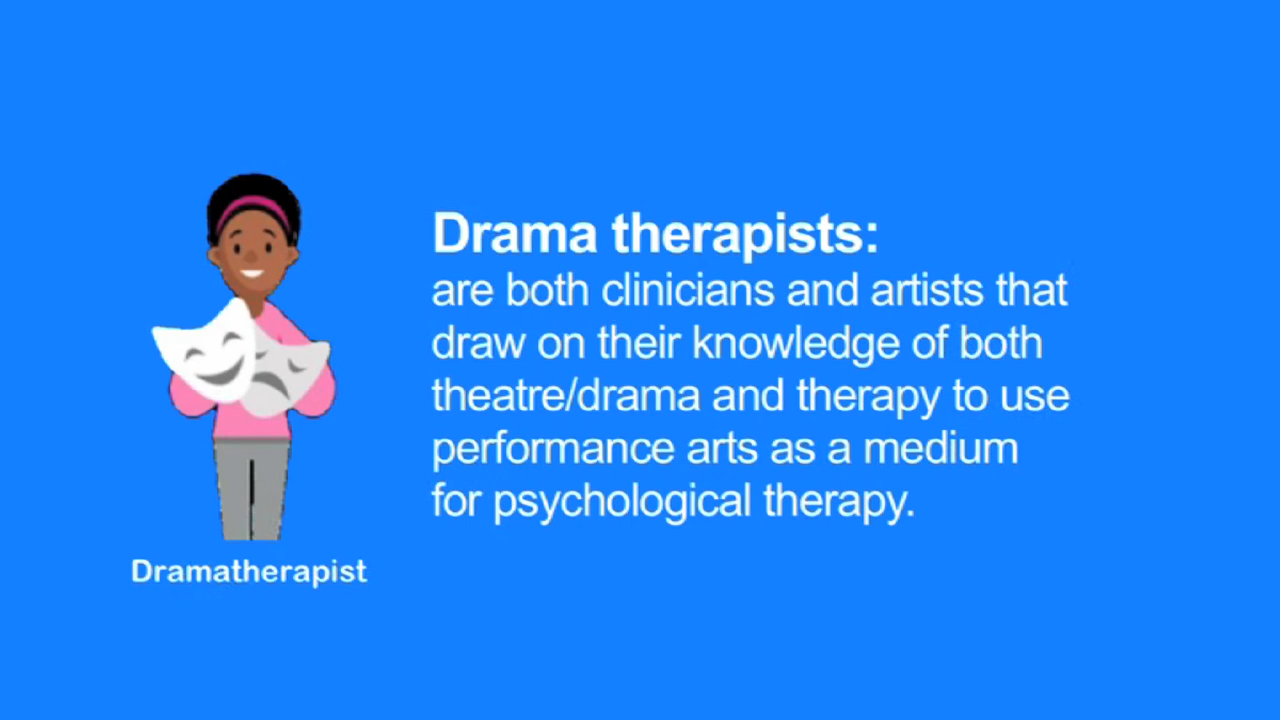 Drama therapists:
are both clinicians and artists that
draw on their knowledge of both
theatre/drama and therapy to use
performance arts as a medium
for psychological therapy.
Dramatherapist